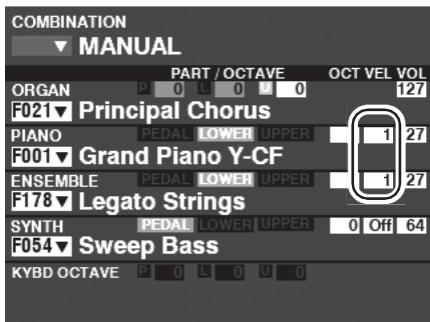 COMBINATION
▼ MANUAL
PART / OCTAVE OCT VEL VOL
ORGAN P 0 L 0 U 0 127
F021▼ Principal Chorus
PIANO PEDAL LOWER UPPER 1 27
F001▼ Grand Piano Y-CF
ENSEMBLE PEDAL LOWER UPPER 1 27
F178▼ Legato Strings
SYNTH PEDAL LOWER UPPER 0 Off 64
F054▼ Sweep Bass
KYBD OCTAVE P 0 L 0 U 0